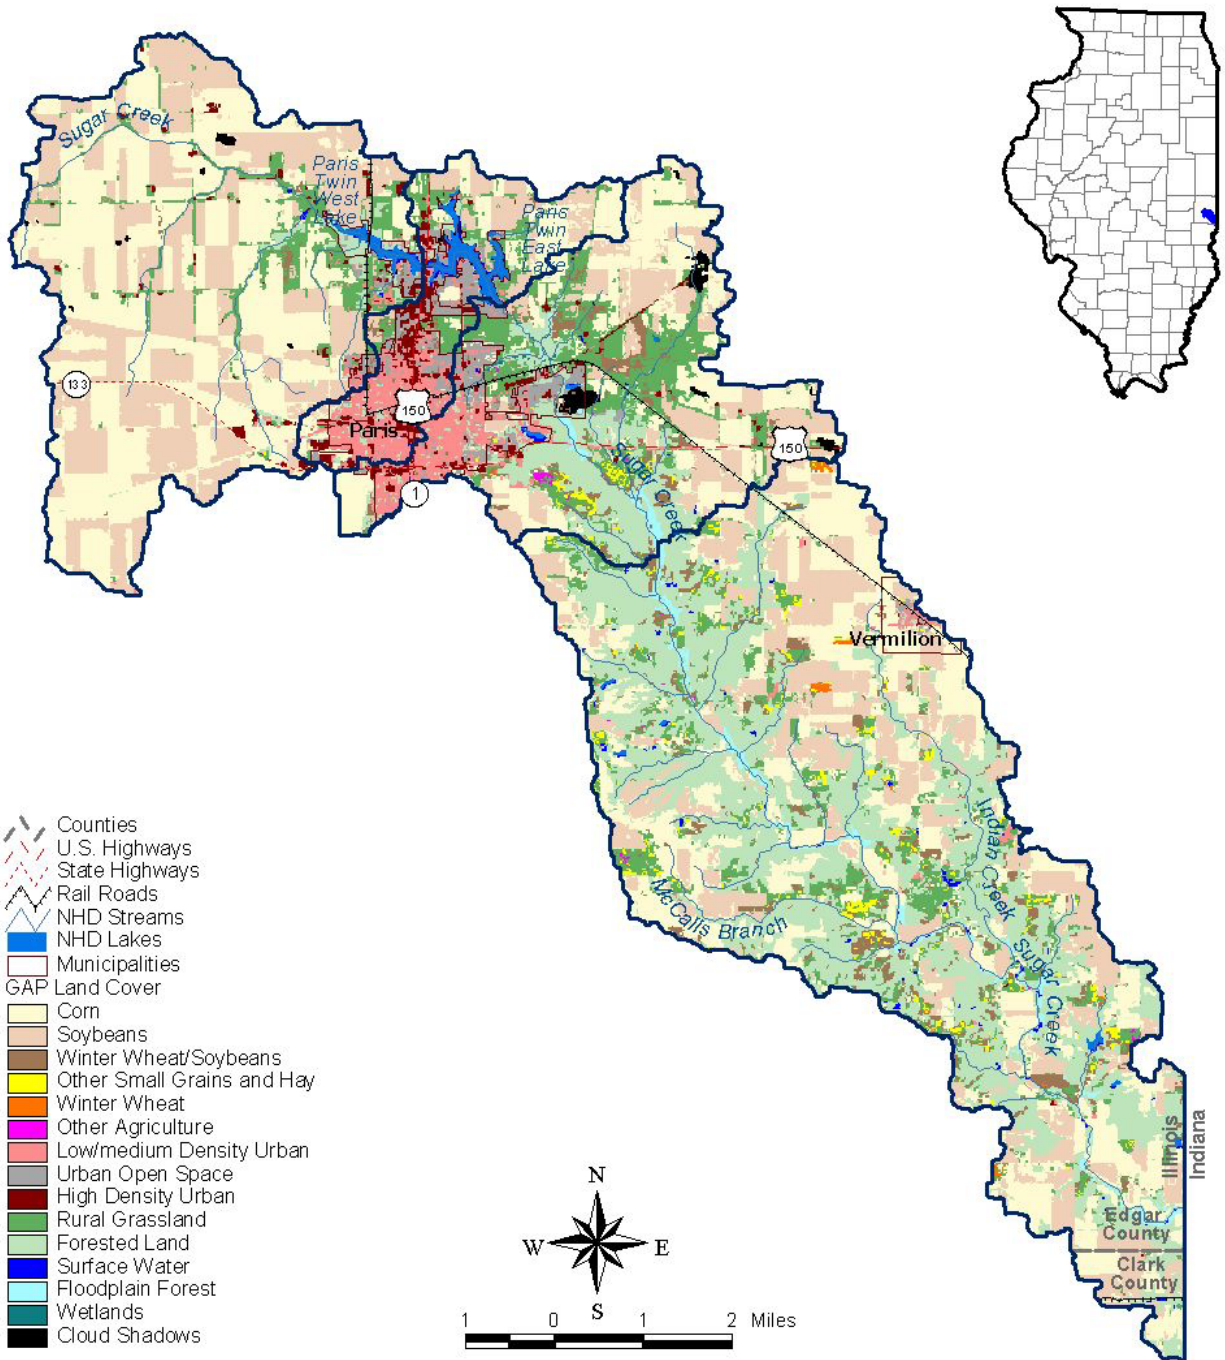 Sugar Creek
Paris
Twin
West
Lake
Paris
Twin
East
Lake
133
150
Paris
150
1
Sugar Creek
Vermilion
Indian Creek
McCalls Branch
Sugar Creek
Illinois
Indiana
Edgar
County
Clark
County
Counties
U.S. Highways
State Highways
Rail Roads
NHD Streams
NHD Lakes
Municipalities
GAP Land Cover
Corn
Soybeans
Winter Wheat/Soybeans
Other Small Grains and Hay
Winter Wheat
Other Agriculture
Low/medium Density Urban
Urban Open Space
High Density Urban
Rural Grassland
Forested Land
Surface Water
Floodplain Forest
Wetlands
Cloud Shadows
N
W E
S
1 0 1 2 Miles